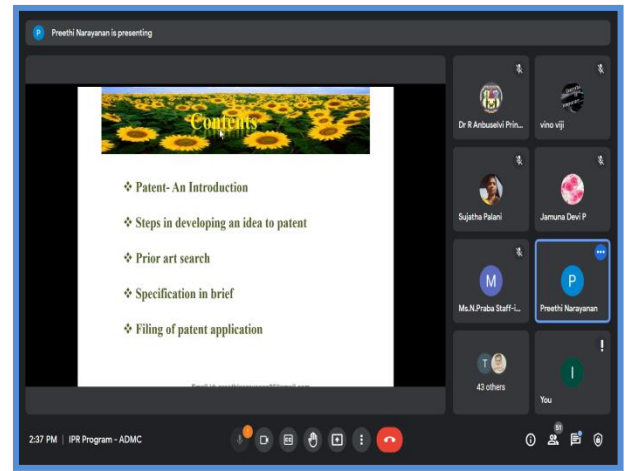 P Preethi Narayanan is presenting
Contents
❖ Patent- An Introduction
❖ Steps in developing an idea to patent
❖ Prior art search
❖ Specification in brief
❖ Filing of patent application
Dr R Anbuselvi Prin...
vino viji
Sujatha Palani
Jamuna Devi P
M
Ms.N.Praba Staff-i...
P
Preethi Narayanan
T
43 others
I
You
2:37 PM | IPR Program - ADMC
51